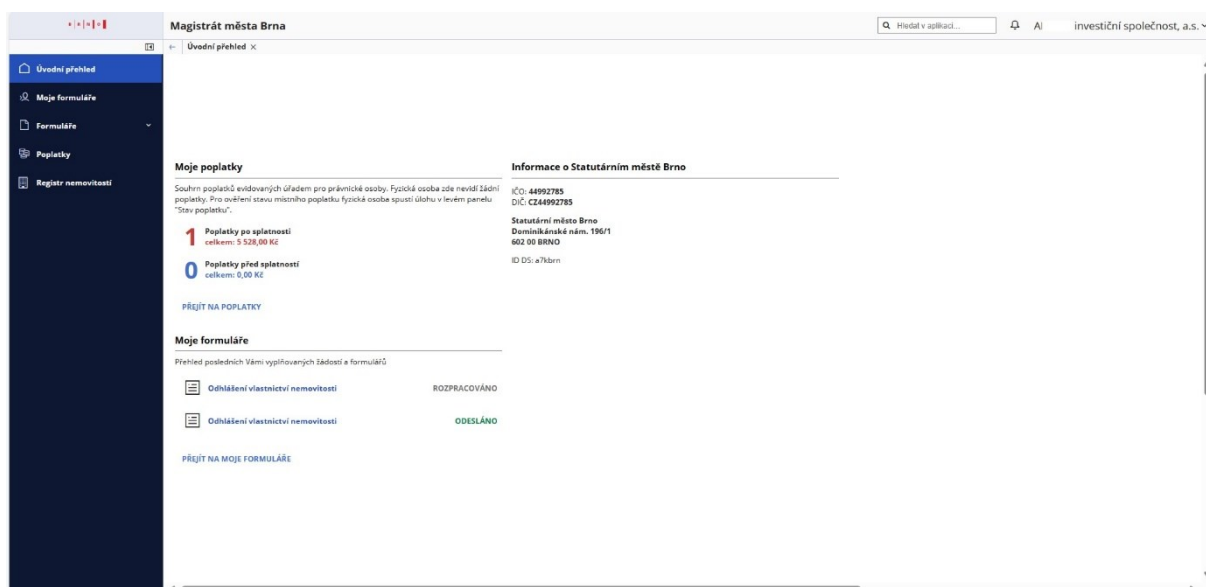 BRNO
Magistrát města Brna
Hledat v aplikaci...
investiční společnost, a.s.
← Úvodní přehled ×
Úvodní přehled
Moje formuláře
Formuláře
Poplatky
Registr nemovitostí
Moje poplatky
Souhrn poplatků evidovaných úřadem pro právnické osoby. Fyzická osoba zde nevidí žádní
poplatky. Pro ověření stavu místního poplatku fyzická osoba spustí úlohu v levém panelu
"Stav poplatku".
1 Poplatky po splatnosti
celkem: 5 528,00 Kč
0 Poplatky před splatností
celkem: 0,00 Kč
PŘEJÍT NA POPLATKY
Moje formuláře
Přehled posledních Vámi vyplňovaných žádostí a formulářů
Odhlášení vlastnictví nemovitosti ROZPRACOVÁNO
Odhlášení vlastnictví nemovitosti ODESLÁNO
PŘEJÍT NA MOJE FORMULÁŘE
Informace o Statutárním městě Brno
IČO: 44992785
DIČ: CZ44992785
Statutární město Brno
Dominikánské nám. 196/1
602 00 BRNO
ID DS: a7kbrn